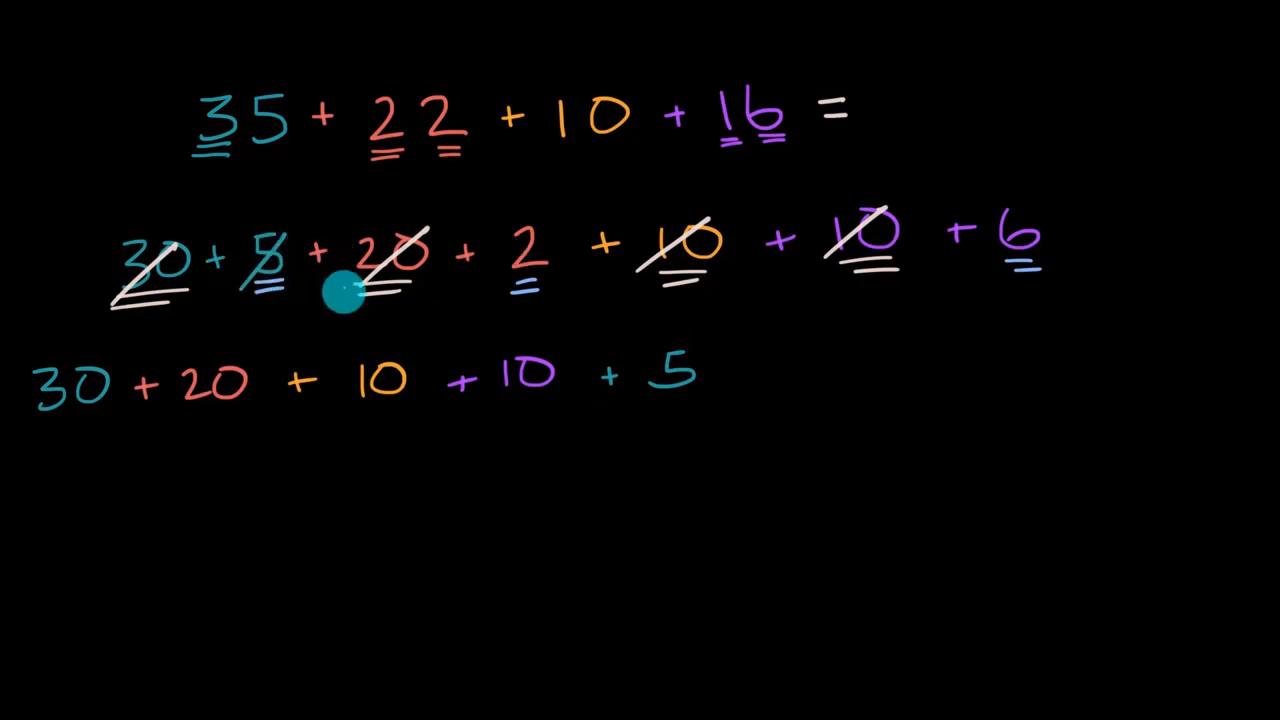 35 + 22 + 10 + 16 =
30 + 5 + 20 + 2 + 10 + 10 + 6
30 + 20 + 10 + 10 + 5